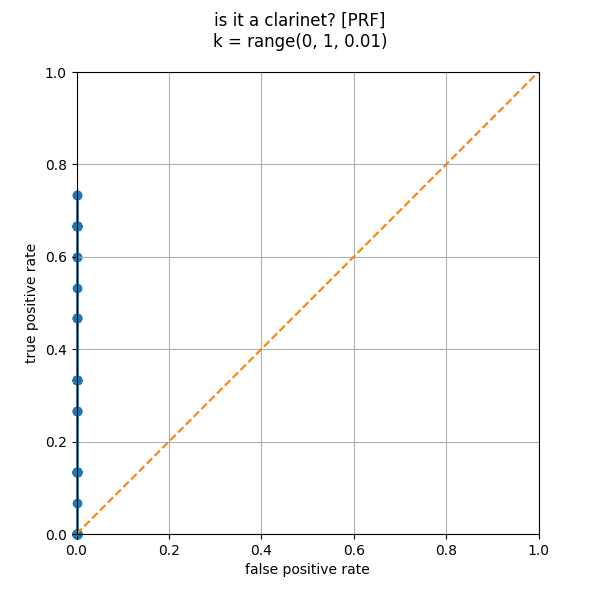 is it a clarinet? [PRF]
k = range(0, 1, 0.01)
1.0
0.8
0.6
0.4
0.2
0.0
true positive rate
0.0 0.2 0.4 0.6 0.8 1.0
false positive rate